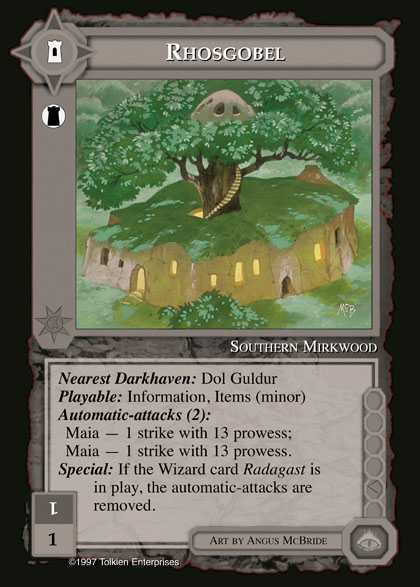 Rhosgobel
McB
Southern Mirkwood
Nearest Darkhaven: Dol Guldur
Playable: Information, Items (minor)
Automatic-attacks (2):
Maia — 1 strike with 13 prowess;
Maia — 1 strike with 13 prowess.
Special: If the Wizard card Radagast is
in play, the automatic-attacks are
removed.
1
1
Art by Angus McBride
©1997 Tolkien Enterprises